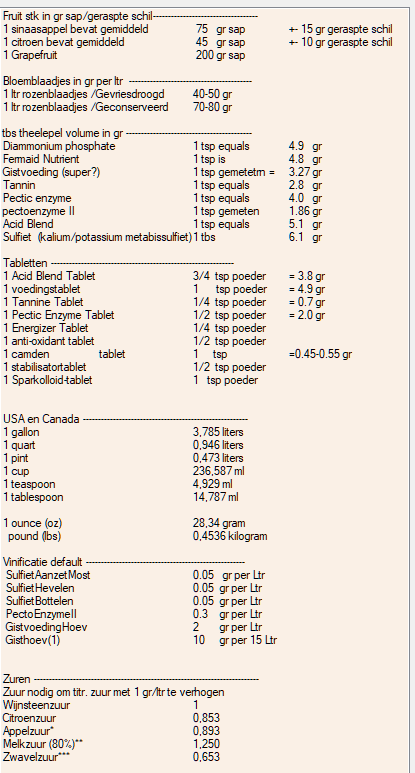 Fruit stk in gr sap/geraspte schil-----------------------------------
1 sinaasappel bevat gemiddeld 75 gr sap +- 15 gr geraspte schil
1 citroen bevat gemiddeld 45 gr sap +- 10 gr geraspte schil
1 Grapefruit 200 gr sap
Bloemblaadjes in gr per ltr -----------------------------------------
1 ltr rozenblaadjes /Gevriesdroogd 40-50 gr
1 ltr rozenblaadjes /Geconserveerd 70-80 gr
tbs theelepel volume in gr ------------------------------------------
Diammonium phosphate 1 tsp equals 4.9 gr
Fermaid Nutrient 1 tsp is 4.8 gr
Gistvoeding (super?) 1 tsp gemetetm = 3.27 gr
Tannin 1 tsp equals 2.8 gr
Pectic enzyme 1 tsp equals 4.0 gr
pectoenzyme II 1 tsp gemeten 1.86 gr
Acid Blend 1 tsp equals 5.1 gr
Sulfiet (kalium/potassium metabissulfiet) 1 tbs 6.1 gr
Tabletten -------------------------------------------------------------
1 Acid Blend Tablet 3/4 tsp poeder = 3.8 gr
1 voedingstablet 1 tsp poeder = 4.9 gr
1 Tannine Tablet 1/4 tsp poeder = 0.7 gr
1 Pectic Enzyme Tablet 1/2 tsp poeder = 2.0 gr
1 Energizer Tablet 1/4 tsp poeder
1 anti-oxidant tablet 1/2 tsp poeder
1 camden tablet 1 tsp =0.45-0.55 gr
1 stabilisatortablet 1/2 tsp poeder
1 Sparkolloid-tablet 1 tsp poeder
USA en Canada -------------------------------------------------------
1 gallon 3,785 liters
1 quart 0,946 liters
1 pint 0,473 liters
1 cup 236,587 ml
1 teaspoon 4,929 ml
1 tablespoon 14,787 ml
1 ounce (oz) 28,34 gram
pound (lbs) 0,4536 kilogram
Vinificatie default -----------------------------------------------------
SulfietAanzetMost 0.05 gr per Ltr
SulfietHevelen 0.05 gr per Ltr
SulfietBottelen 0.05 gr per Ltr
PectoEnzymeII 0.3 gr per Ltr
GistvoedingHoev 2 gr per Ltr
Gisthoev(1) 10 gr per 15 Ltr
Zuren ---------------------------------------------------------------------------
Zuur nodig om titr. zuur met 1 gr/ltr te verhogen
Wijnsteenzuur 1
Citroenzuur 0,853
Appelzuur* 0,893
Melkzuur (80%)** 1,250
Zwavelzuur*** 0,653